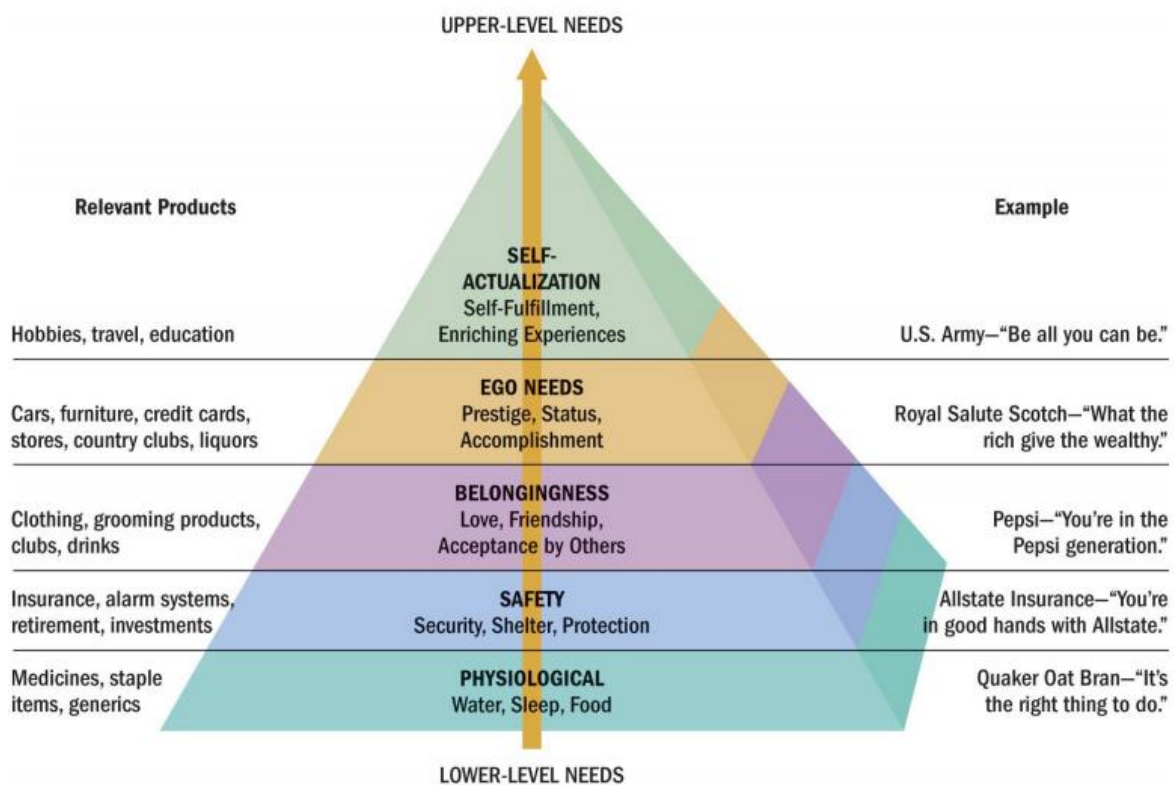 UPPER-LEVEL NEEDS
Relevant Products
Example
SELF-
ACTUALIZATION
Self-Fulfillment,
Enriching Experiences
Hobbies, travel, education
U.S. Army—“Be all you can be.”
EGO NEEDS
Prestige, Status,
Accomplishment
Cars, furniture, credit cards,
stores, country clubs, liquors
Royal Salute Scotch—“What the
rich give the wealthy.”
BELONGINGNESS
Love, Friendship,
Acceptance by Others
Clothing, grooming products,
clubs, drinks
Pepsi—“You’re in the
Pepsi generation.”
SAFETY
Security, Shelter, Protection
Insurance, alarm systems,
retirement, investments
Allstate Insurance—“You’re
in good hands with Allstate.”
PHYSIOLOGICAL
Water, Sleep, Food
Medicines, staple
items, generics
Quaker Oat Bran—“It’s
the right thing to do.”
LOWER-LEVEL NEEDS